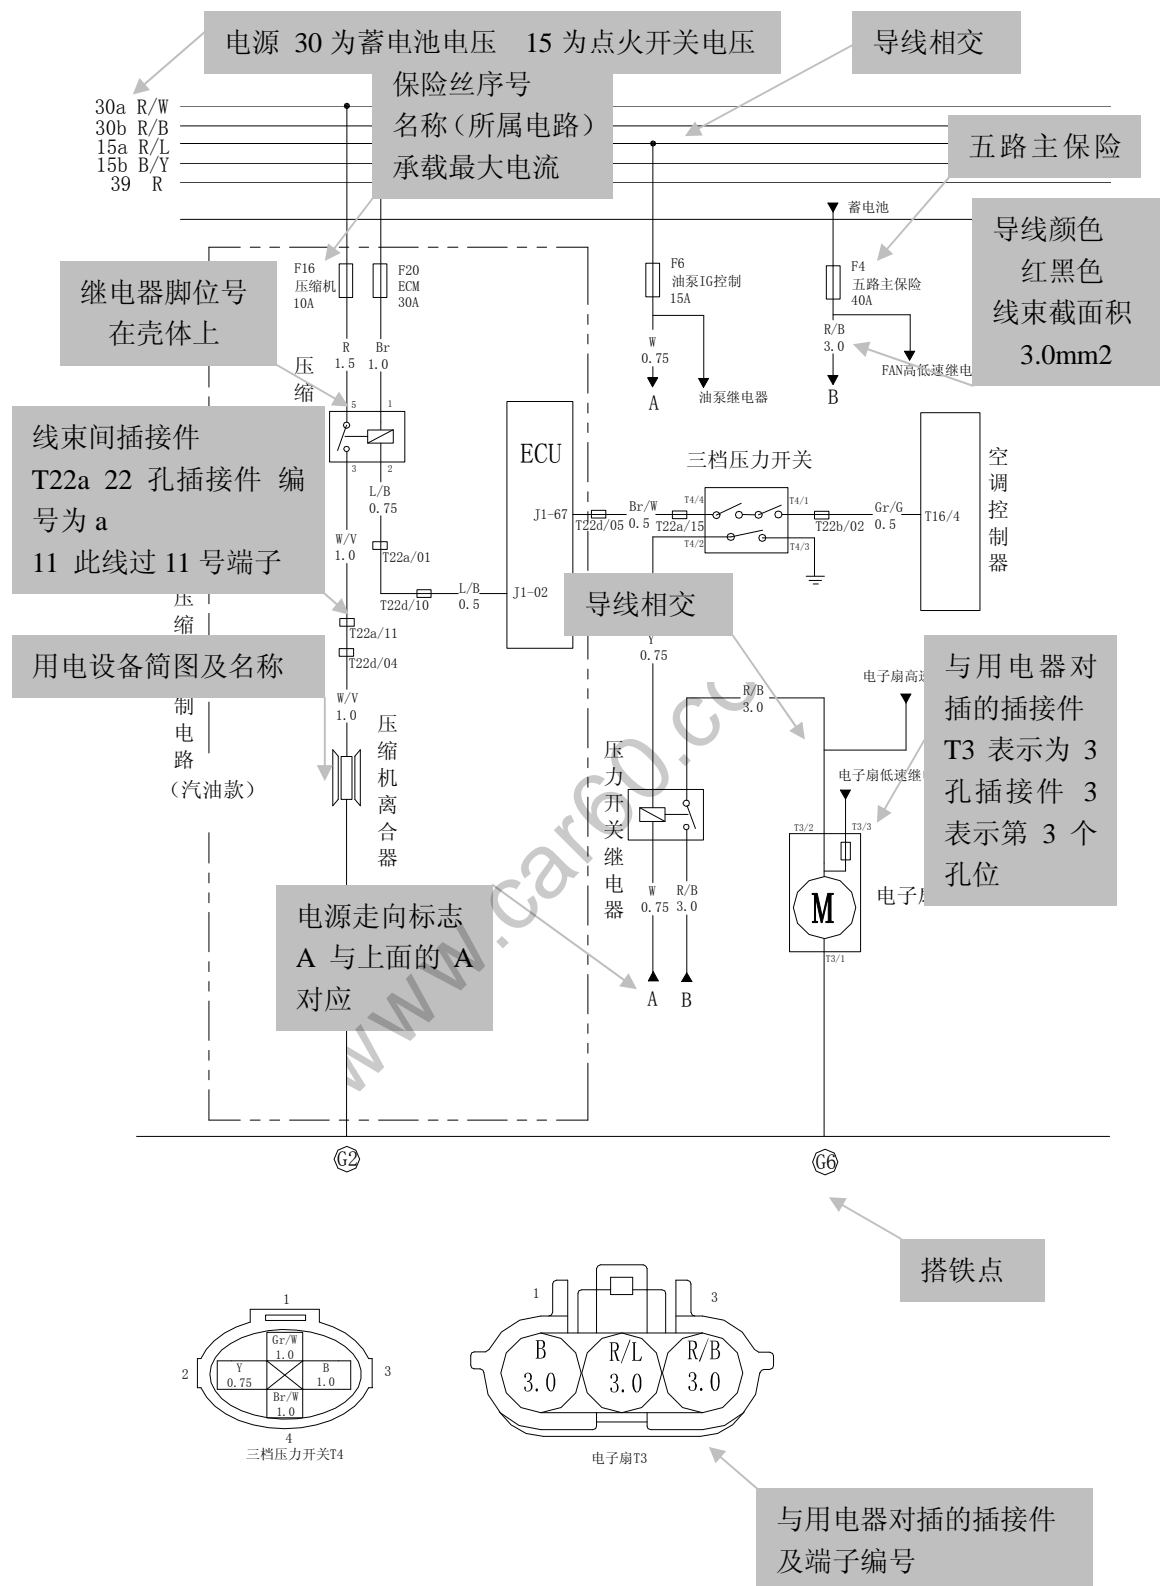 电源 30 为蓄电池电压 15 为点火开关电压
导线相交
保险丝序号
名称（所属电路）
承载最大电流
五路主保险
30a R/W
30b R/B
15a R/L
15b B/Y
39 R
蓄电池
导线颜色
红黑色
线束截面积
3.0mm2
继电器脚位号
在壳体上
F16
压缩机
10A
F20
ECM
30A
F6
油泵IG控制
15A
F4
五路主保险
40A
R
1.5
Br
1.0
W
0.75
A
油泵继电器
R/B
3.0
B
FAN高低速继电
压
缩
5
1
3
2
线束间插接件
T22a 22 孔插接件 编
号为 a
11 此线过 11 号端子
L/B
0.75
W/V
1.0
T22a/01
T22d/10
L/B
0.5
ECU
J1-67
J1-02
T22d/05
Br/W
0.5
T22a/15
三档压力开关
T4/4
T4/1
T4/2
T4/3
T22b/02
Gr/G
0.5
T16/4
空
调
控
制
器
导线相交
压
缩
T22a/11
T22d/04
用电设备简图及名称
制
电
路
（汽油款）
W/V
1.0
压
缩
机
离
合
器
Y
0.75
R/B
3.0
电子扇高速
与用电器对
插的插接件
T3 表示为 3
孔插接件 3
表示第 3 个
孔位
压
力
开
关
继
电
器
电子扇低速继
T3/2
T3/3
M
电子
T3/1
W
0.75
R/B
3.0
A
B
电源走向标志
A 与上面的 A
对应
www.car60.co
G2
G6
搭铁点
1
2
3
4
Gr/W
1.0
Y
0.75
B
1.0
Br/W
1.0
三档压力开关T4
1
3
B
3.0
R/L
3.0
R/B
3.0
电子扇T3
与用电器对插的插接件
及端子编号